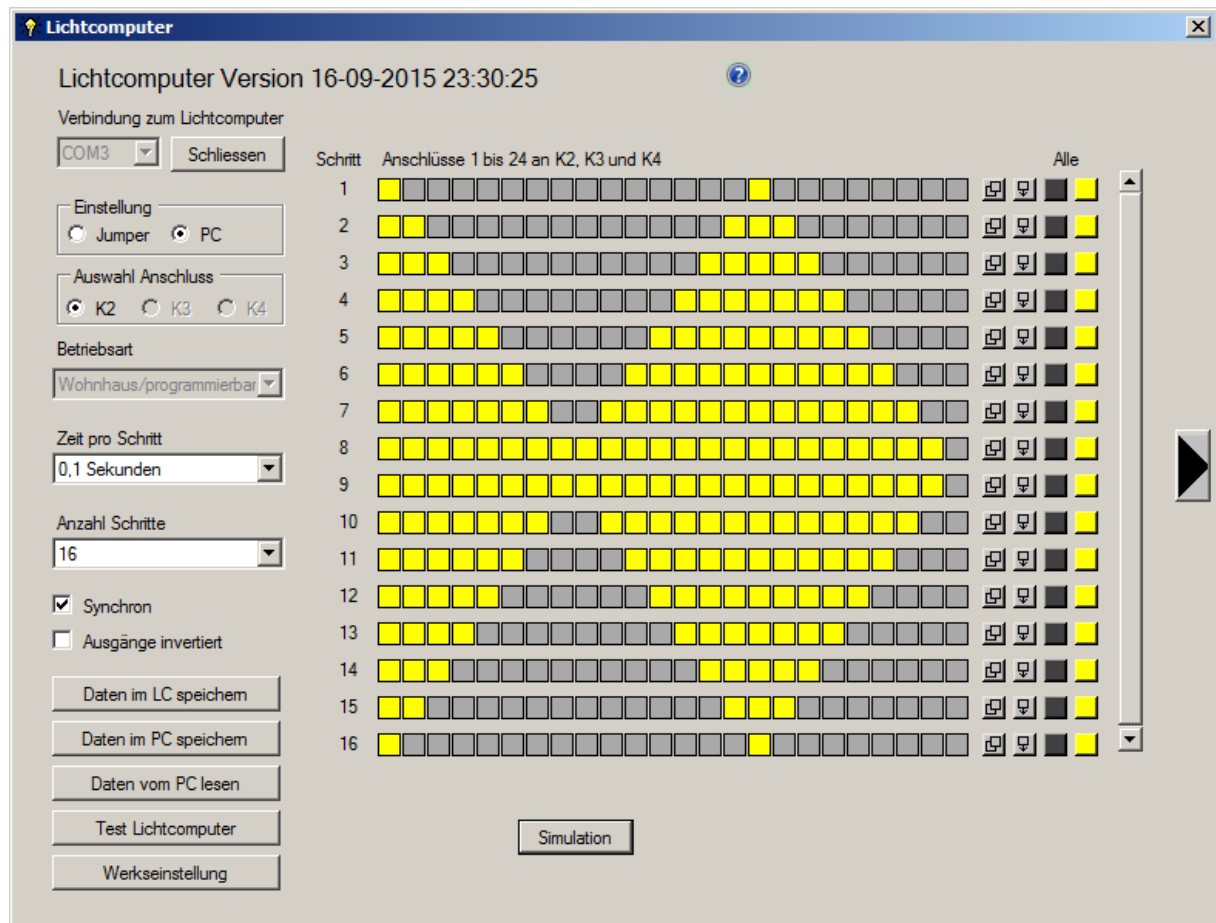 Lichtcomputer
Lichtcomputer Version 16-09-2015 23:30:25
Verbindung zum Lichtcomputer
COM3
Schliessen
Einstellung
Jumper PC
Auswahl Anschluss
K2 K3 K4
Betriebsart
Wohnhaus/programmierbar
Zeit pro Schritt
0,1 Sekunden
Anzahl Schritte
16
Synchron
Ausgänge invertiert
Daten im LC speichern
Daten im PC speichern
Daten vom PC lesen
Test Lichtcomputer
Werkseinstellung
Schritt Anschlüsse 1 bis 24 an K2, K3 und K4 Alle
1
2
3
4
5
6
7
8
9
10
11
12
13
14
15
16
Simulation